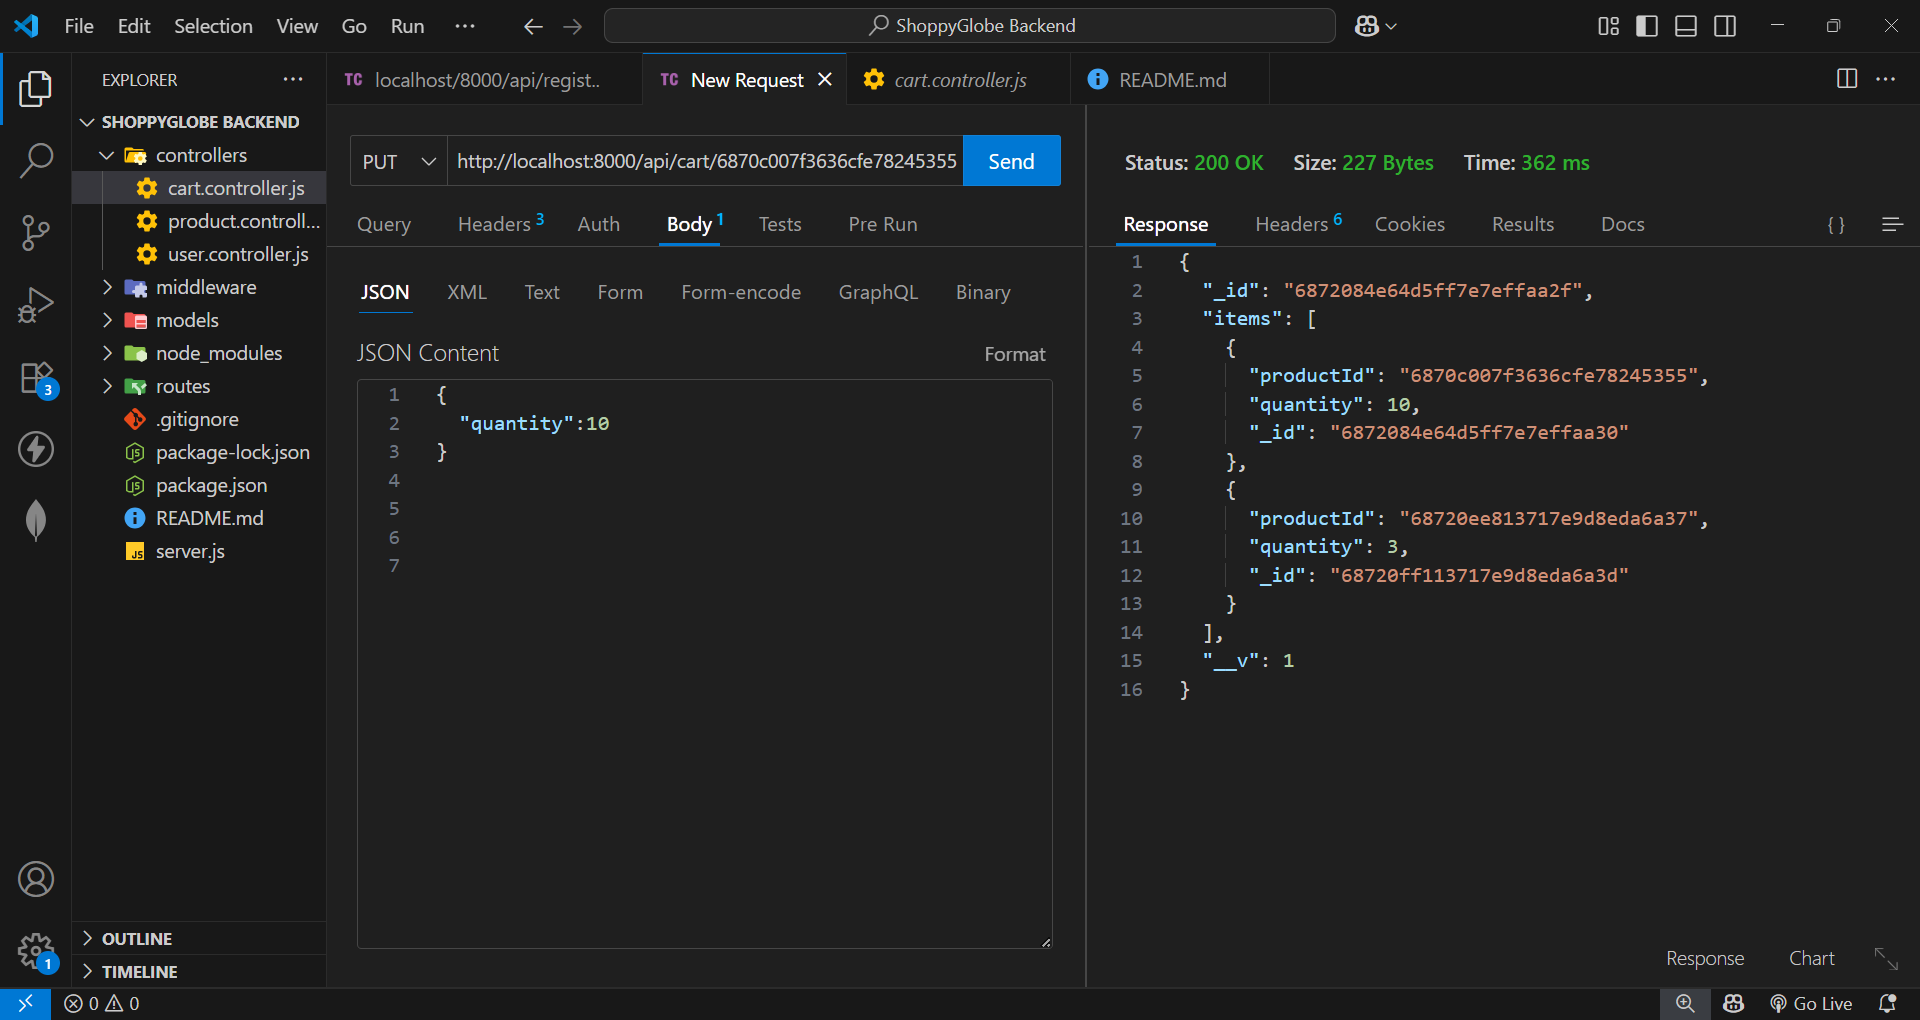 File Edit Selection View Go Run ···
ShoppyGlobe Backend
EXPLORER ···
SHOPPYGLOBE BACKEND
controllers
cart.controller.js
product.controll...
user.controller.js
middleware
models
node_modules
routes
.gitignore
package-lock.json
package.json
README.md
server.js
OUTLINE
TIMELINE
3
1
TC localhost/8000/api/regist...
TC New Request
cart.controller.js
README.md
PUT http://localhost:8000/api/cart/6870c007f3636cfe78245355 Send
Query Headers 3 Auth Body 1 Tests Pre Run
JSON XML Text Form Form-encode GraphQL Binary
JSON Content Format
1 {
2 "quantity":10
3 }
4
5
6
7
Status: 200 OK Size: 227 Bytes Time: 362 ms
Response Headers 6 Cookies Results Docs { }
1 {
2 "_id": "6872084e64d5ff7e7effaa2f",
3 "items": [
4 {
5 "productId": "6870c007f3636cfe78245355",
6 "quantity": 10,
7 "_id": "6872084e64d5ff7e7effaa30"
8 },
9 {
10 "productId": "68720ee813717e9d8eda6a37",
11 "quantity": 3,
12 "_id": "68720ff113717e9d8eda6a3d"
13 }
14 ],
15 "__v": 1
16 }
Response Chart
0 0 Go Live